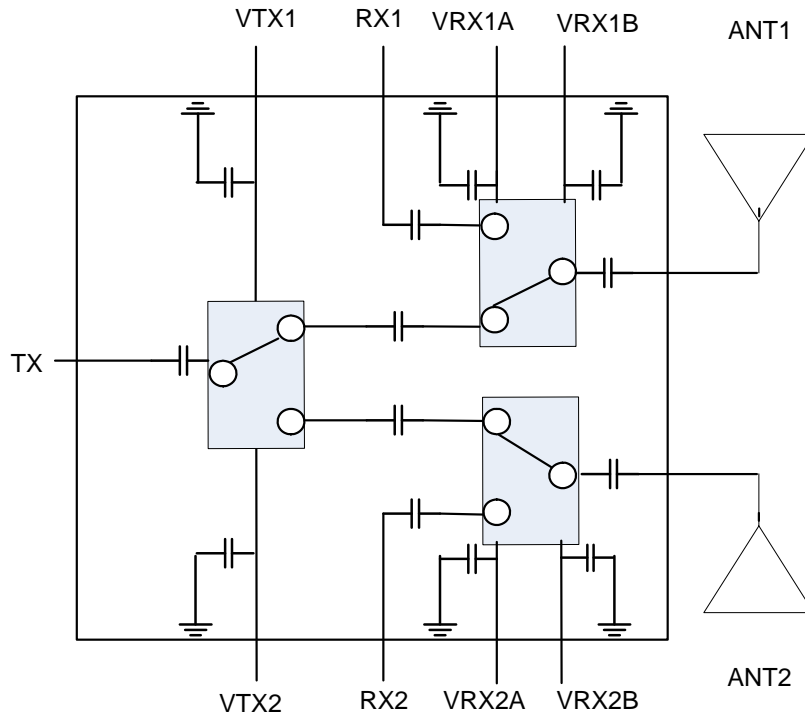 VTX1
RX1
VRX1A
VRX1B
ANT1
TX
VTX2
RX2
VRX2A
VRX2B
ANT2